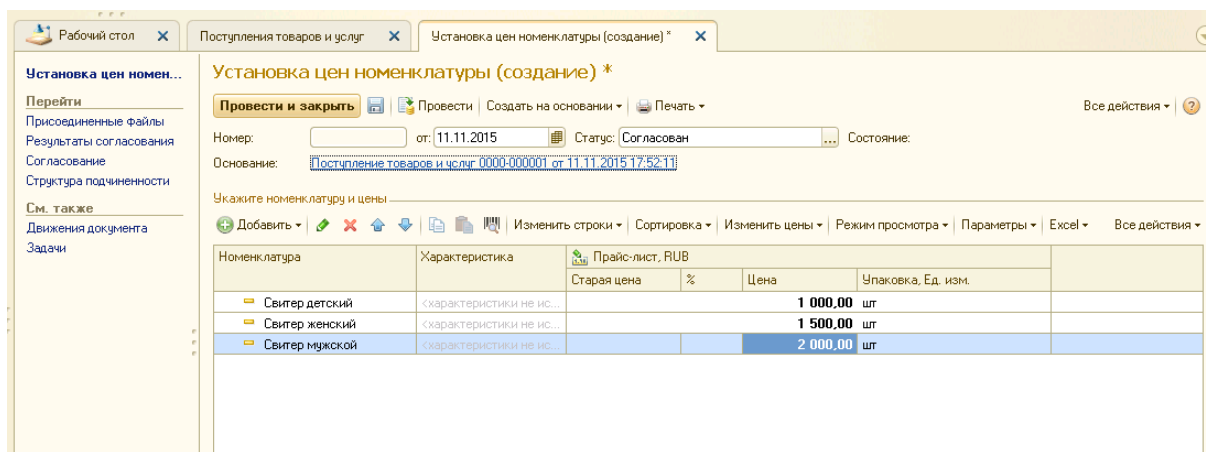 Рабочий стол
Поступления товаров и услуг
Установка цен номенклатуры (создание) *
Установка цен номен...
Перейти
Присоединенные файлы
Результаты согласования
Согласование
Структура подчиненности
См. также
Движения документа
Задачи
Установка цен номенклатуры (создание) *
Провести и закрыть Провести Создать на основании Печать Все действия ?
Номер: от: 11.11.2015 Статус: Согласован ... Состояние:
Основание: Поступление товаров и услуг 0000-000001 от 11.11.2015 17:52:11
Укажите номенклатуру и цены
Добавить Изменить строки Сортировка Изменить цены Режим просмотра Параметры Excel Все действия
Номенклатура Характеристика Прайс-лист, RUB
Старая цена % Цена Упаковка, Ед. изм.
Свитер детский <характеристики не ис... 1 000,00 шт
Свитер женский <характеристики не ис... 1 500,00 шт
Свитер мужской <характеристики не ис... 2 000,00 шт